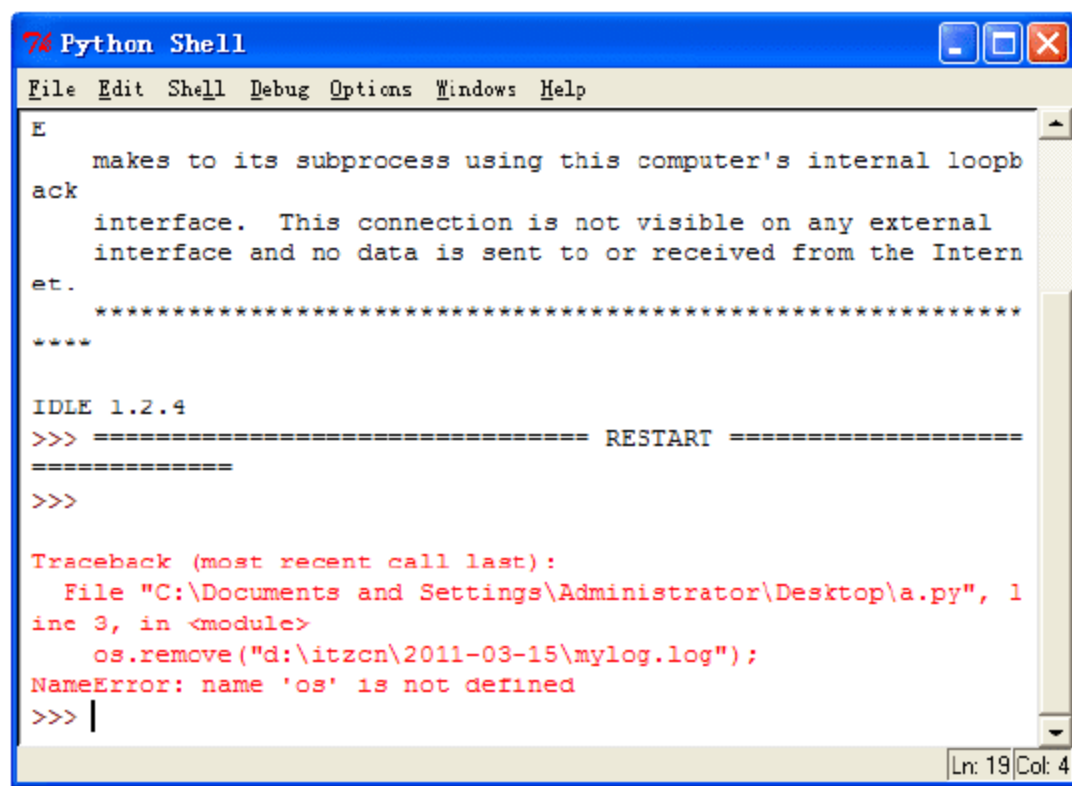 Python Shell
File Edit Shell Debug Options Windows Help
E
    makes to its subprocess using this computer's internal loopb
ack
    interface.  This connection is not visible on any external
    interface and no data is sent to or received from the Intern
et.
    ************************************************************
****
IDLE 1.2.4
>>> ================================ RESTART ===================
=============
>>>
Traceback (most recent call last):
  File "C:\Documents and Settings\Administrator\Desktop\a.py", l
ine 3, in <module>
    os.remove("d:\itzcn\2011-03-15\mylog.log");
NameError: name 'os' is not defined
>>>
Ln: 19 Col: 4